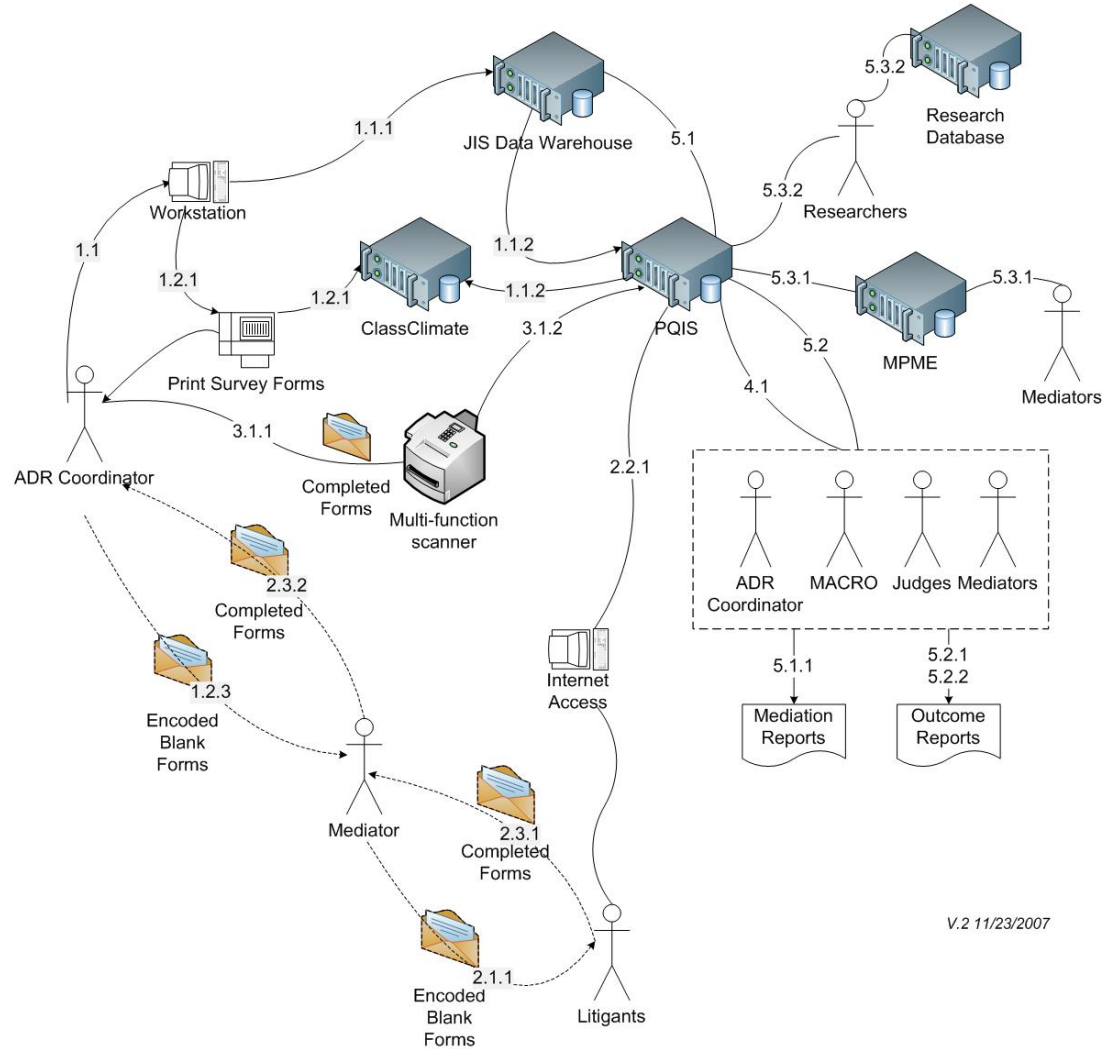 5.3.2
Research
Database
1.1.1
JIS Data Warehouse
5.1
5.3.2
Researchers
Workstation
1.1
1.1.2
1.2.1
1.2.1
1.1.2
5.3.1
5.3.1
ClassClimate
PQIS
MPME
3.1.2
5.2
Print Survey Forms
4.1
Mediators
3.1.1
ADR Coordinator
Completed
Forms
2.2.1
Multi-function
scanner
2.3.2
Completed
Forms
ADR
Coordinator
MACRO
Judges
Mediators
1.2.3
Encoded
Blank
Forms
Internet
Access
5.1.1
5.2.1
5.2.2
Mediation
Reports
Outcome
Reports
Mediator
2.3.1
Completed
Forms
V.2 11/23/2007
2.1.1
Encoded
Blank
Forms
Litigants